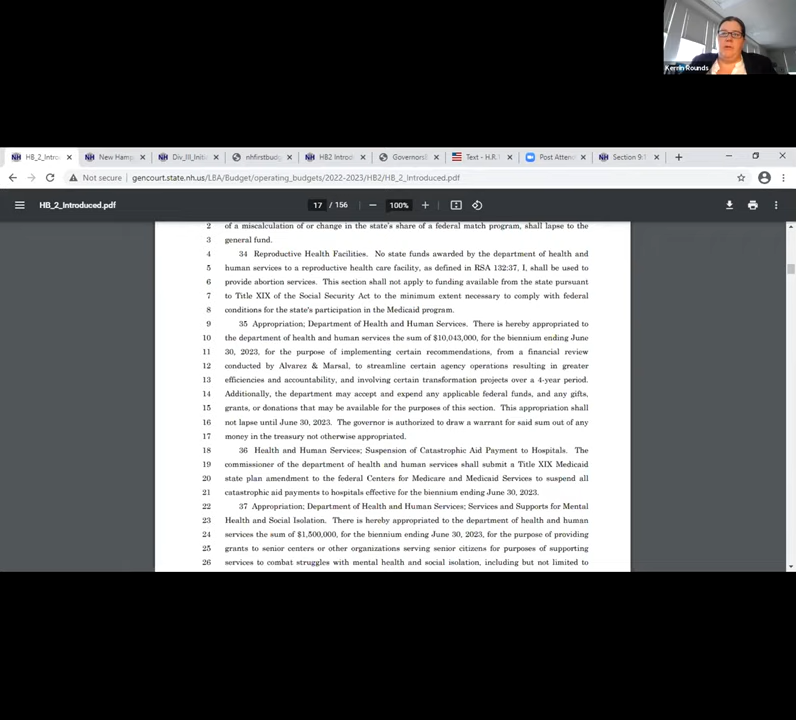 Kerrin Rounds
HB_2_Intro
New Hamp
Div_III_Initi
nhfirstbudg
HB2 Introd
GovernorsB
Text - H.R.1
Post Attend
Section 9:1
Not secure | gencourt.state.nh.us/LBA/Budget/operating_budgets/2022-2023/HB2/HB_2_Introduced.pdf
HB_2_Introduced.pdf
17 / 156
100%
2 of a miscalculation of or change in the state's share of a federal match program, shall lapse to the
3 general fund.
4 34 Reproductive Health Facilities. No state funds awarded by the department of health and
5 human services to a reproductive health care facility, as defined in RSA 132:37, I, shall be used to
6 provide abortion services. This section shall not apply to funding available from the state pursuant
7 to Title XIX of the Social Security Act to the minimum extent necessary to comply with federal
8 conditions for the state's participation in the Medicaid program.
9 35 Appropriation; Department of Health and Human Services. There is hereby appropriated to
10 the department of health and human services the sum of $10,043,000, for the biennium ending June
11 30, 2023, for the purpose of implementing certain recommendations, from a financial review
12 conducted by Alvarez & Marsal, to streamline certain agency operations resulting in greater
13 efficiencies and accountability, and involving certain transformation projects over a 4-year period.
14 Additionally, the department may accept and expend any applicable federal funds, and any gifts,
15 grants, or donations that may be available for the purposes of this section. This appropriation shall
16 not lapse until June 30, 2023. The governor is authorized to draw a warrant for said sum out of any
17 money in the treasury not otherwise appropriated.
18 36 Health and Human Services; Suspension of Catastrophic Aid Payment to Hospitals. The
19 commissioner of the department of health and human services shall submit a Title XIX Medicaid
20 state plan amendment to the federal Centers for Medicare and Medicaid Services to suspend all
21 catastrophic aid payments to hospitals effective for the biennium ending June 30, 2023.
22 37 Appropriation; Department of Health and Human Services; Services and Supports for Mental
23 Health and Social Isolation. There is hereby appropriated to the department of health and human
24 services the sum of $1,500,000, for the biennium ending June 30, 2023, for the purpose of providing
25 grants to senior centers or other organizations serving senior citizens for purposes of supporting
26 services to combat struggles with mental health and social isolation, including but not limited to